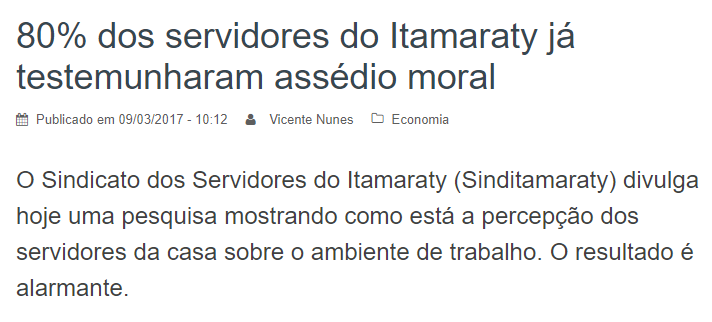 80% dos servidores do Itamaraty já
testemunharam assédio moral
Publicado em 09/03/2017 - 10:12 Vicente Nunes Economia
O Sindicato dos Servidores do Itamaraty (Sinditamaraty) divulga
hoje uma pesquisa mostrando como está a percepção dos
servidores da casa sobre o ambiente de trabalho. O resultado é
alarmante.